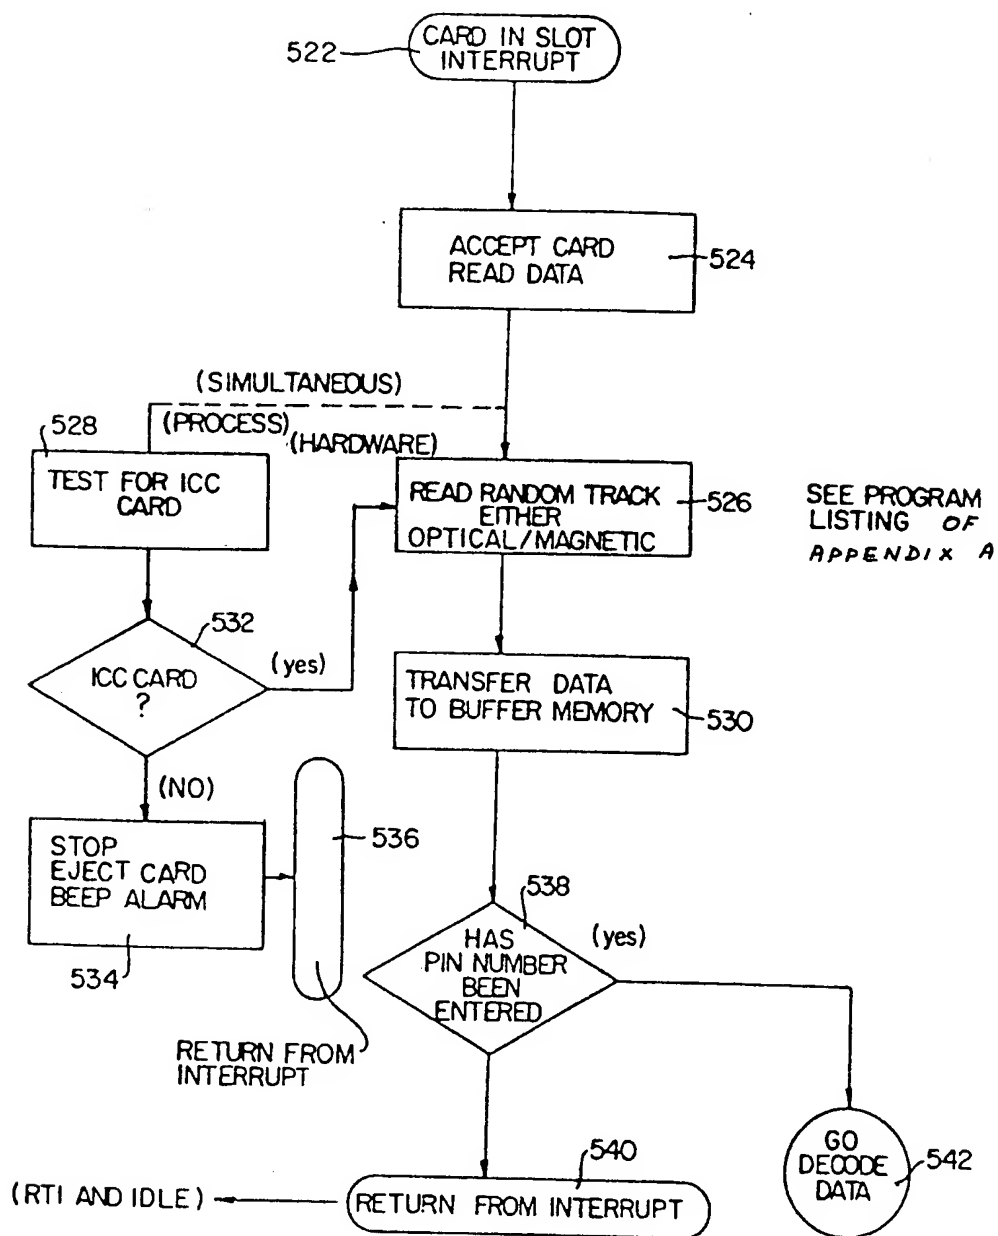 CARD IN SLOT
INTERRUPT
522
ACCEPT CARD
READ DATA
524
(SIMULTANEOUS)
(PROCESS)
(HARDWARE)
528
TEST FOR ICC
CARD
READ RANDOM TRACK
EITHER
OPTICAL/MAGNETIC
526
SEE PROGRAM
LISTING OF
APPENDIX A
532
ICC CARD
?
(yes)
TRANSFER DATA
TO BUFFER MEMORY
530
(NO)
STOP
EJECT CARD
BEEP ALARM
534
536
RETURN FROM
INTERRUPT
538
HAS
PIN NUMBER
BEEN
ENTERED
(yes)
540
RETURN FROM INTERRUPT
(RTI AND IDLE)
GO
DECODE
DATA
542